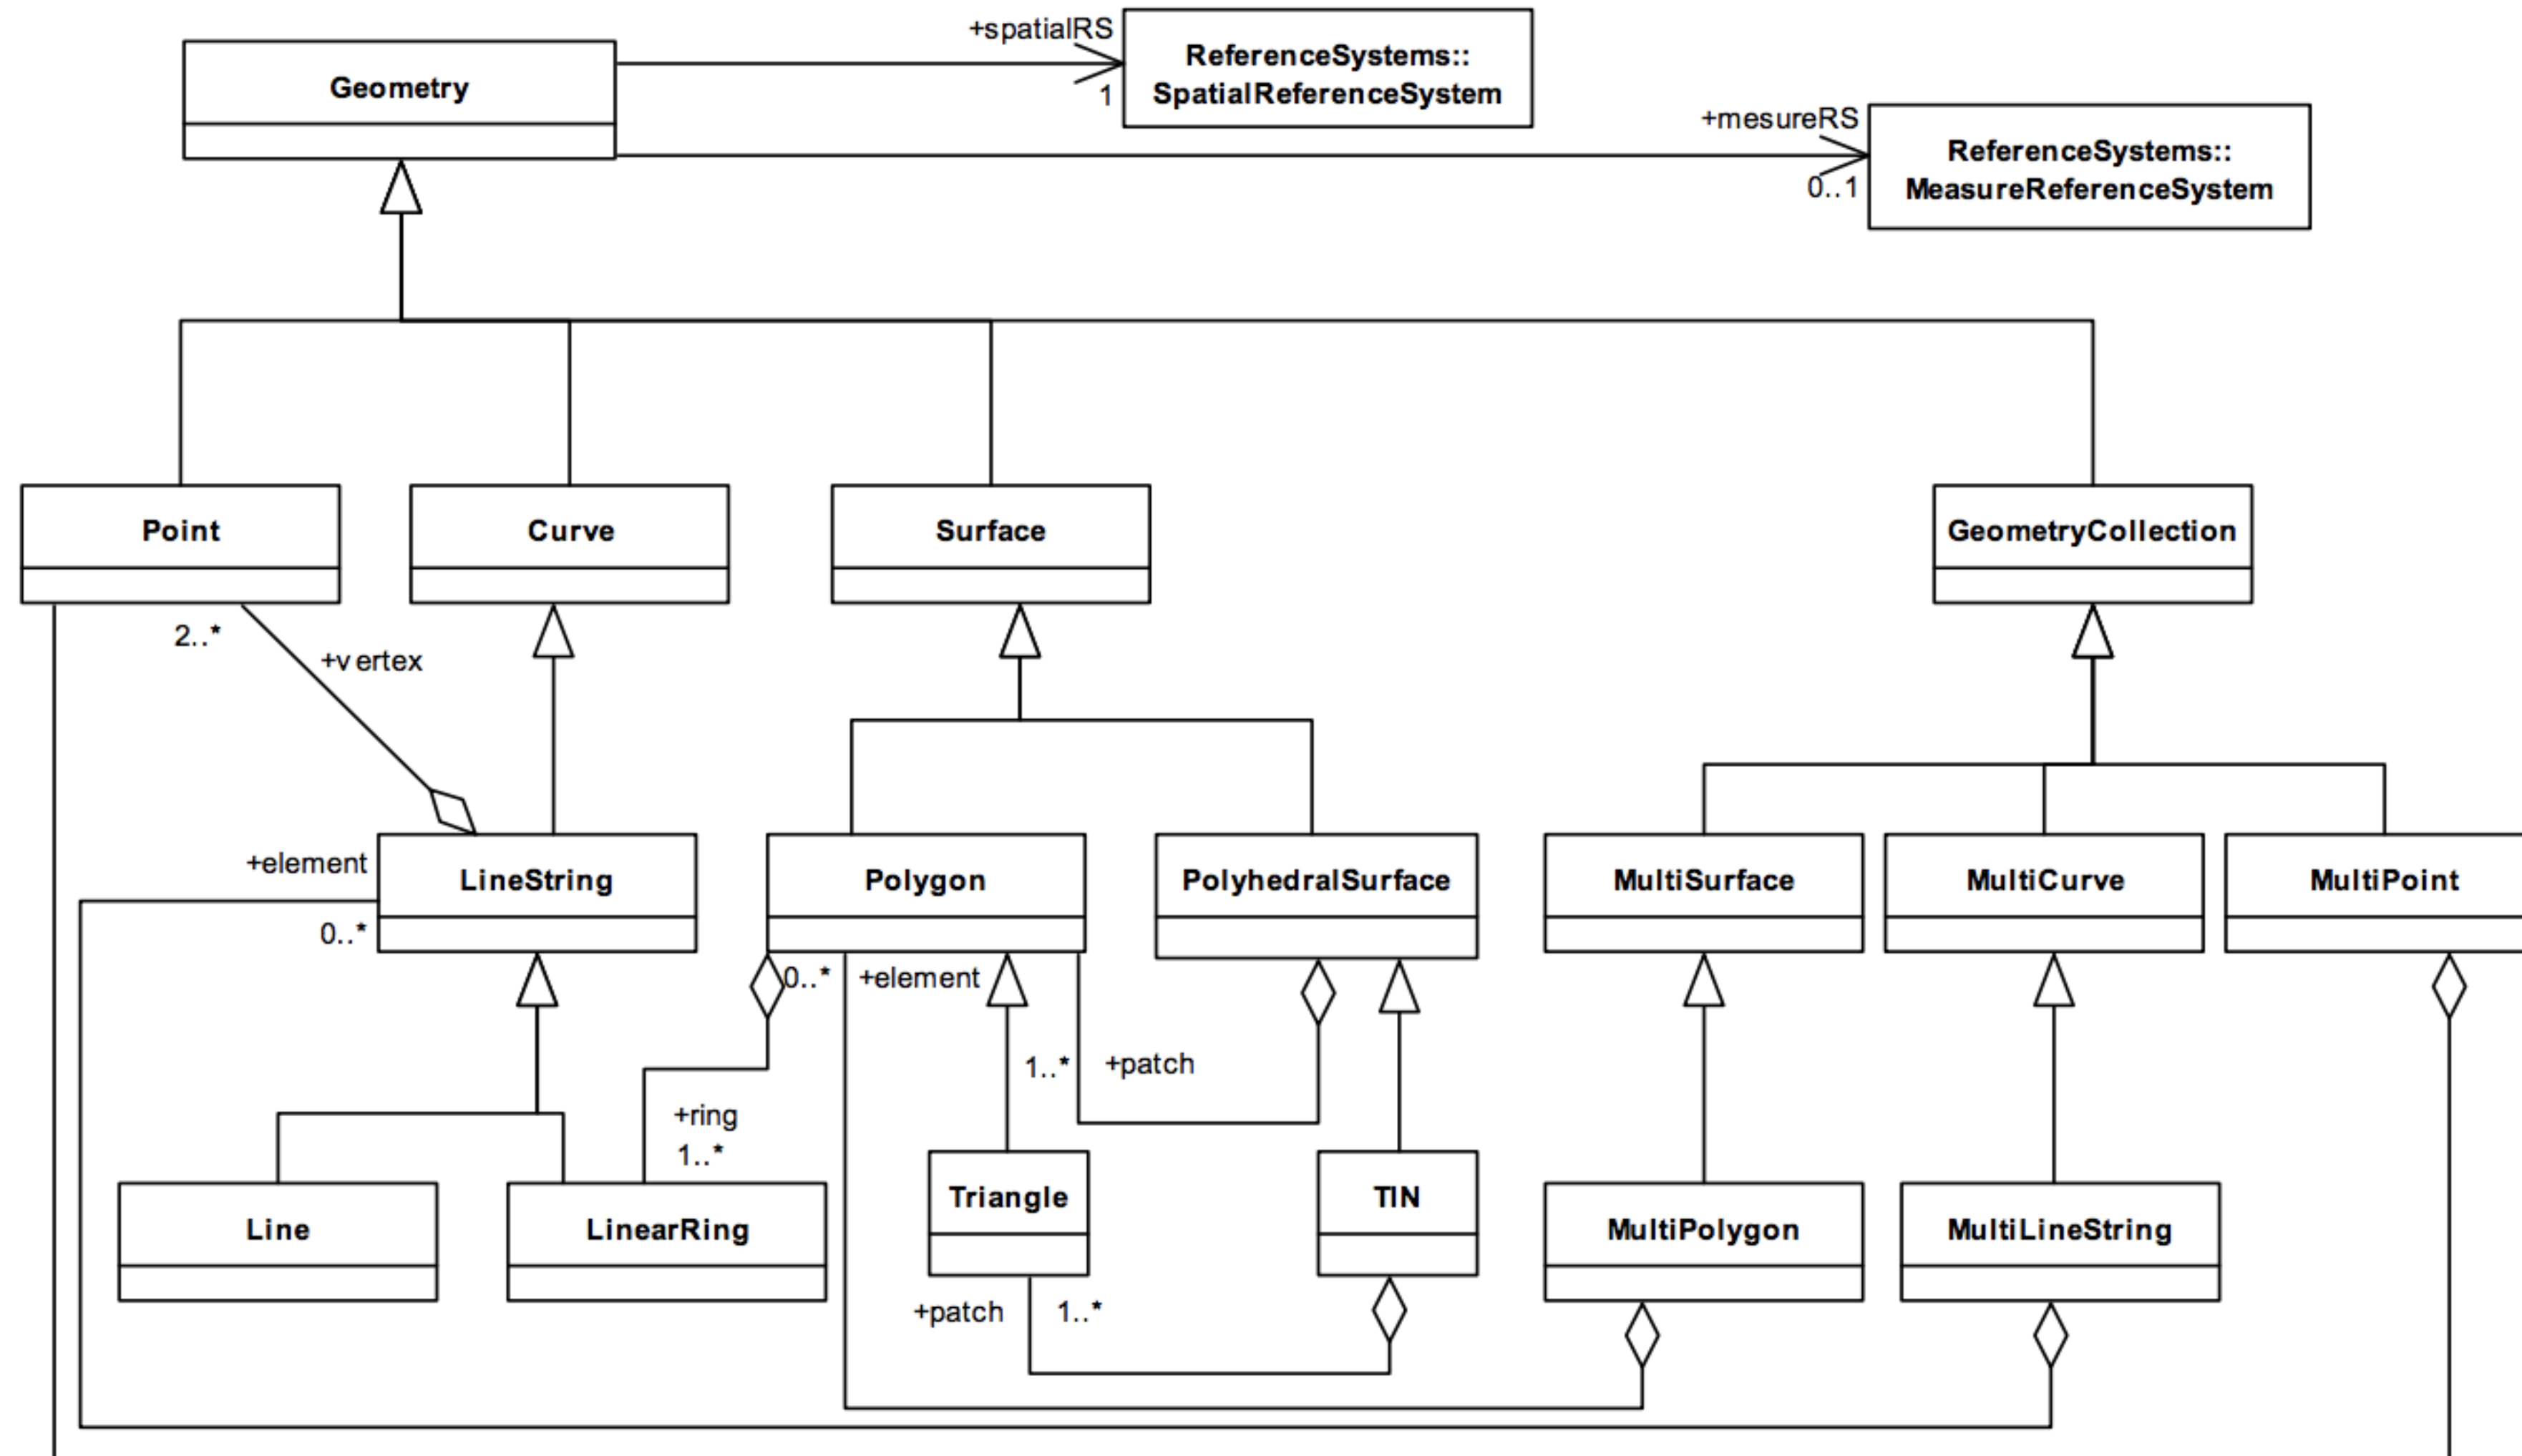 +spatialRS
ReferenceSystems::
SpatialReferenceSystem
1
Geometry
+mesureRS
ReferenceSystems::
MeasureReferenceSystem
0..1
Point
Curve
Surface
GeometryCollection
2..*
+vertex
+element
LineString
Polygon
PolyhedralSurface
MultiSurface
MultiCurve
MultiPoint
0..*
0..*
+element
1..*
+patch
+ring
1..*
Triangle
TIN
Line
LinearRing
MultiPolygon
MultiLineString
+patch
1..*